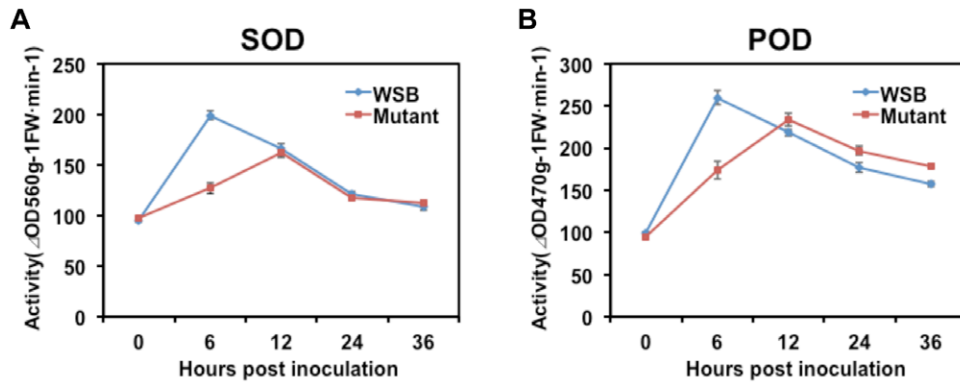 A
SOD
Activity(⊿OD560g-1FW·min-1)
250
200
150
100
50
0
WSB
Mutant
0 6 12 24 36
Hours post inoculation
B
POD
Activity(⊿OD470g-1FW·min-1)
300
250
200
150
100
50
0
WSB
Mutant
0 6 12 24 36
Hours post inoculation